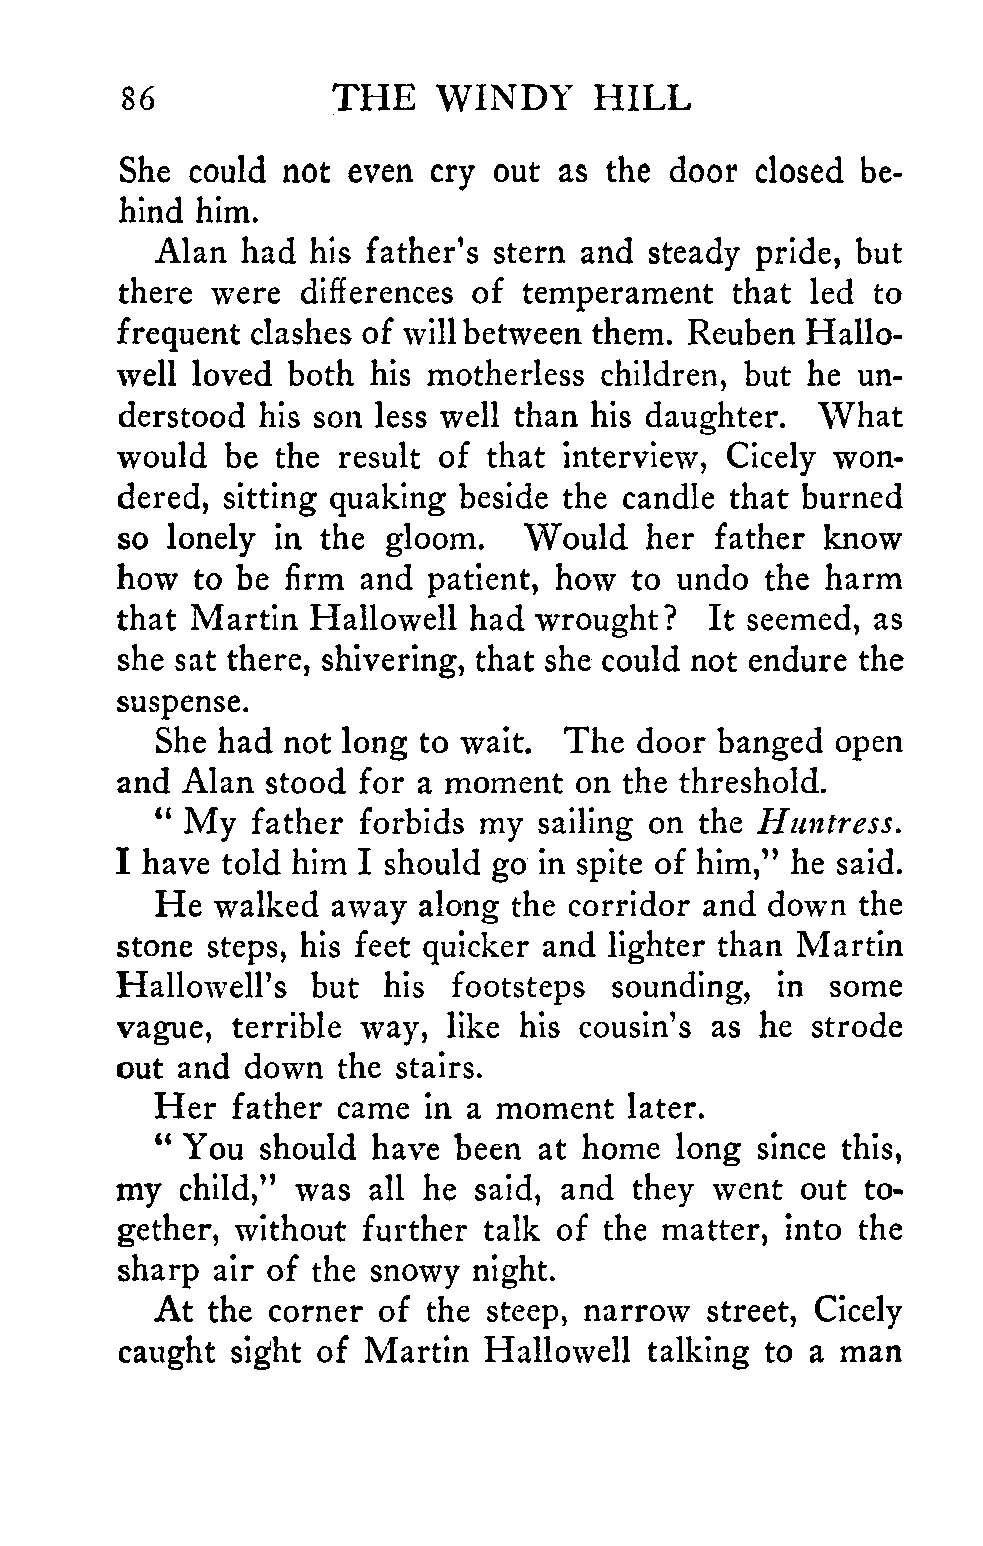 86 THE WINDY HILL
She could not even cry out as the door closed be-
hind him.
Alan had his father's stern and steady pride, but
there were differences of temperament that led to
frequent clashes of will between them. Reuben Hallo-
well loved both his motherless children, but he un-
derstood his son less well than his daughter. What
would be the result of that interview, Cicely won-
dered, sitting quaking beside the candle that burned
so lonely in the gloom. Would her father know
how to be firm and patient, how to undo the harm
that Martin Hallowell had wrought? It seemed, as
she sat there, shivering, that she could not endure the
suspense.
She had not long to wait. The door banged open
and Alan stood for a moment on the threshold.
“ My father forbids my sailing on the Huntress.
I have told him I should go in spite of him,” he said.
He walked away along the corridor and down the
stone steps, his feet quicker and lighter than Martin
Hallowell's but his footsteps sounding, in some
vague, terrible way, like his cousin's as he strode
out and down the stairs.
Her father came in a moment later.
“ You should have been at home long since this,
my child,” was all he said, and they went out to-
gether, without further talk of the matter, into the
sharp air of the snowy night.
At the corner of the steep, narrow street, Cicely
caught sight of Martin Hallowell talking to a man